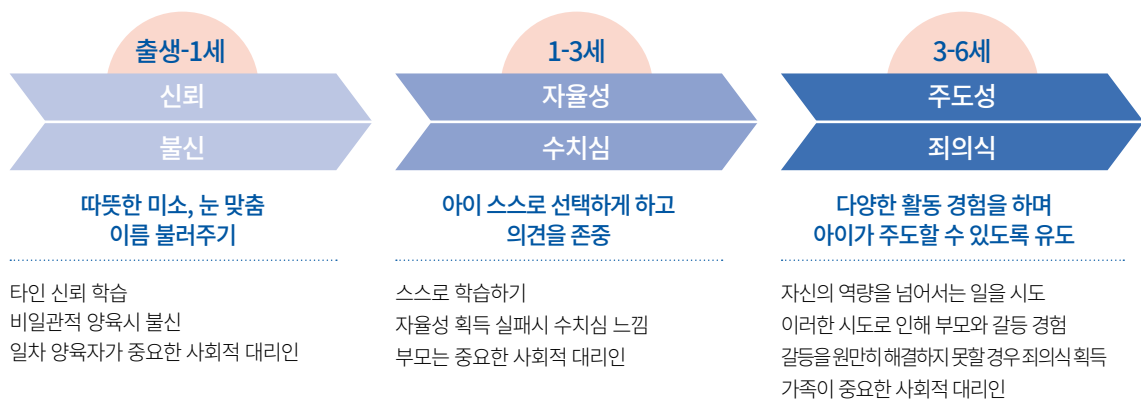 출생-1세
신뢰
불신
따뜻한 미소, 눈 맞춤
이름 불러주기
타인 신뢰 학습
비일관적 양육시 불신
일차 양육자가 중요한 사회적 대리인
1-3세
자율성
수치심
아이 스스로 선택하게 하고
의견을 존중
스스로 학습하기
자율성 획득 실패시 수치심 느낌
부모는 중요한 사회적 대리인
3-6세
주도성
죄의식
다양한 활동 경험을 하며
아이가 주도할 수 있도록 유도
자신의 역량을 넘어서는 일을 시도
이러한 시도로 인해 부모와 갈등 경험
갈등을 원만히 해결하지 못할 경우 죄의식 획득
가족이 중요한 사회적 대리인